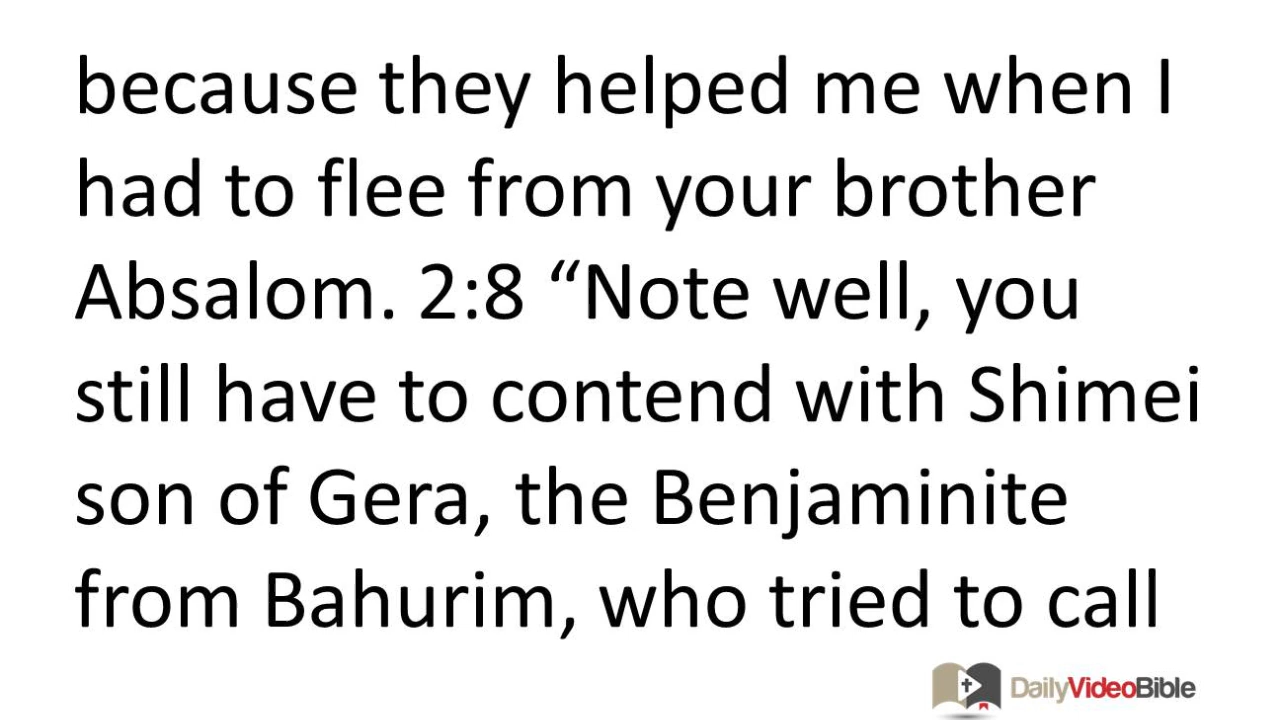 because they helped me when I
had to flee from your brother
Absalom. 2:8 “Note well, you
still have to contend with Shimei
son of Gera, the Benjaminite
from Bahurim, who tried to call
DailyVideoBible